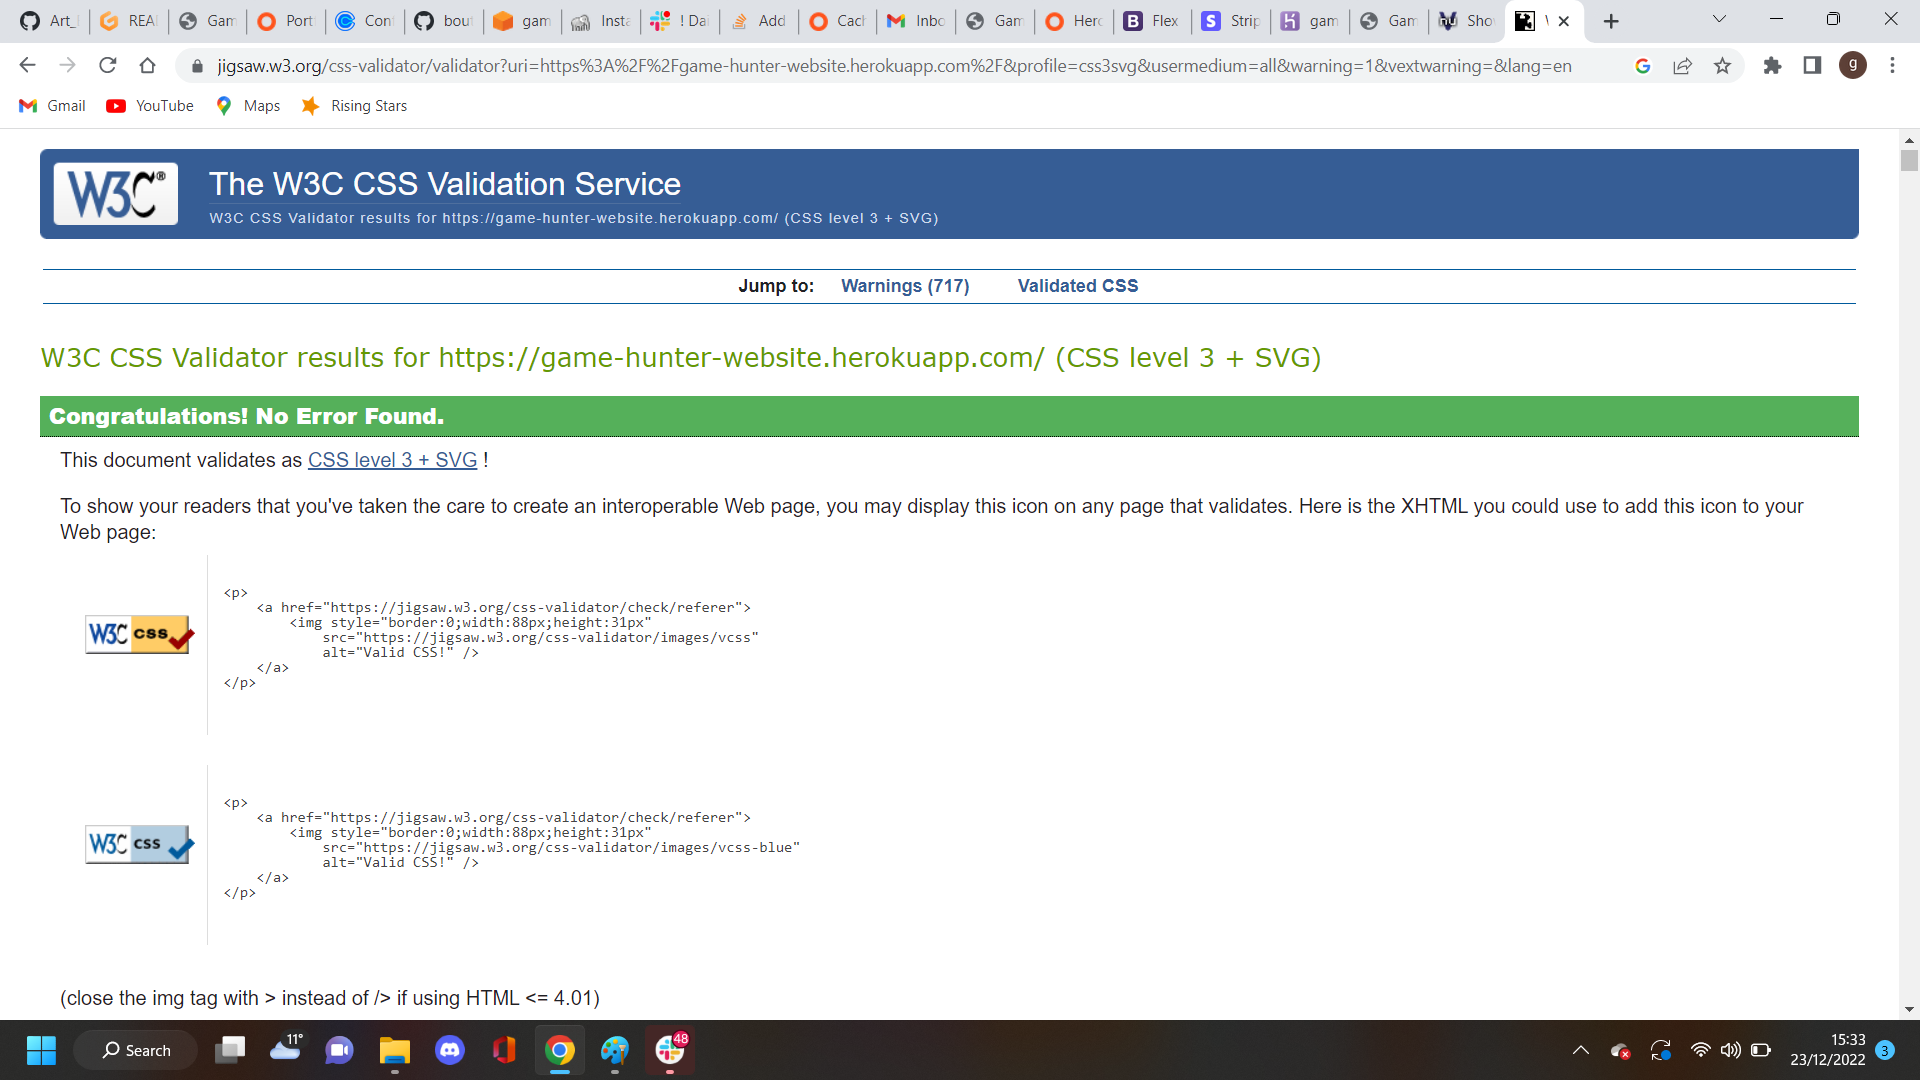 Art_ REA Gam Port Con bou gam Insta ! Dai Add Cach Inbo Gam Hero Flex Strip gam Gam Sho
jigsaw.w3.org/css-validator/validator?uri=https%3A%2F%2Fgame-hunter-website.herokuapp.com%2F&profile=css3svg&usermedium=all&warning=1&vextwarning=&lang=en
g
Gmail YouTube Maps Rising Stars
W3C®
The W3C CSS Validation Service
W3C CSS Validator results for https://game-hunter-website.herokuapp.com/ (CSS level 3 + SVG)
Jump to: Warnings (717) Validated CSS
W3C CSS Validator results for https://game-hunter-website.herokuapp.com/ (CSS level 3 + SVG)
Congratulations! No Error Found.
This document validates as CSS level 3 + SVG !
To show your readers that you've taken the care to create an interoperable Web page, you may display this icon on any page that validates. Here is the XHTML you could use to add this icon to your
Web page:
W3C css
<p>
<a href="https://jigsaw.w3.org/css-validator/check/referer">
<img style="border:0;width:88px;height:31px"
src="https://jigsaw.w3.org/css-validator/images/vcss"
alt="Valid CSS!" />
</a>
</p>
W3C css
<p>
<a href="https://jigsaw.w3.org/css-validator/check/referer">
<img style="border:0;width:88px;height:31px"
src="https://jigsaw.w3.org/css-validator/images/vcss-blue"
alt="Valid CSS!" />
</a>
</p>
(close the img tag with > instead of /> if using HTML <= 4.01)
Search
11°
48
15:33
23/12/2022
3